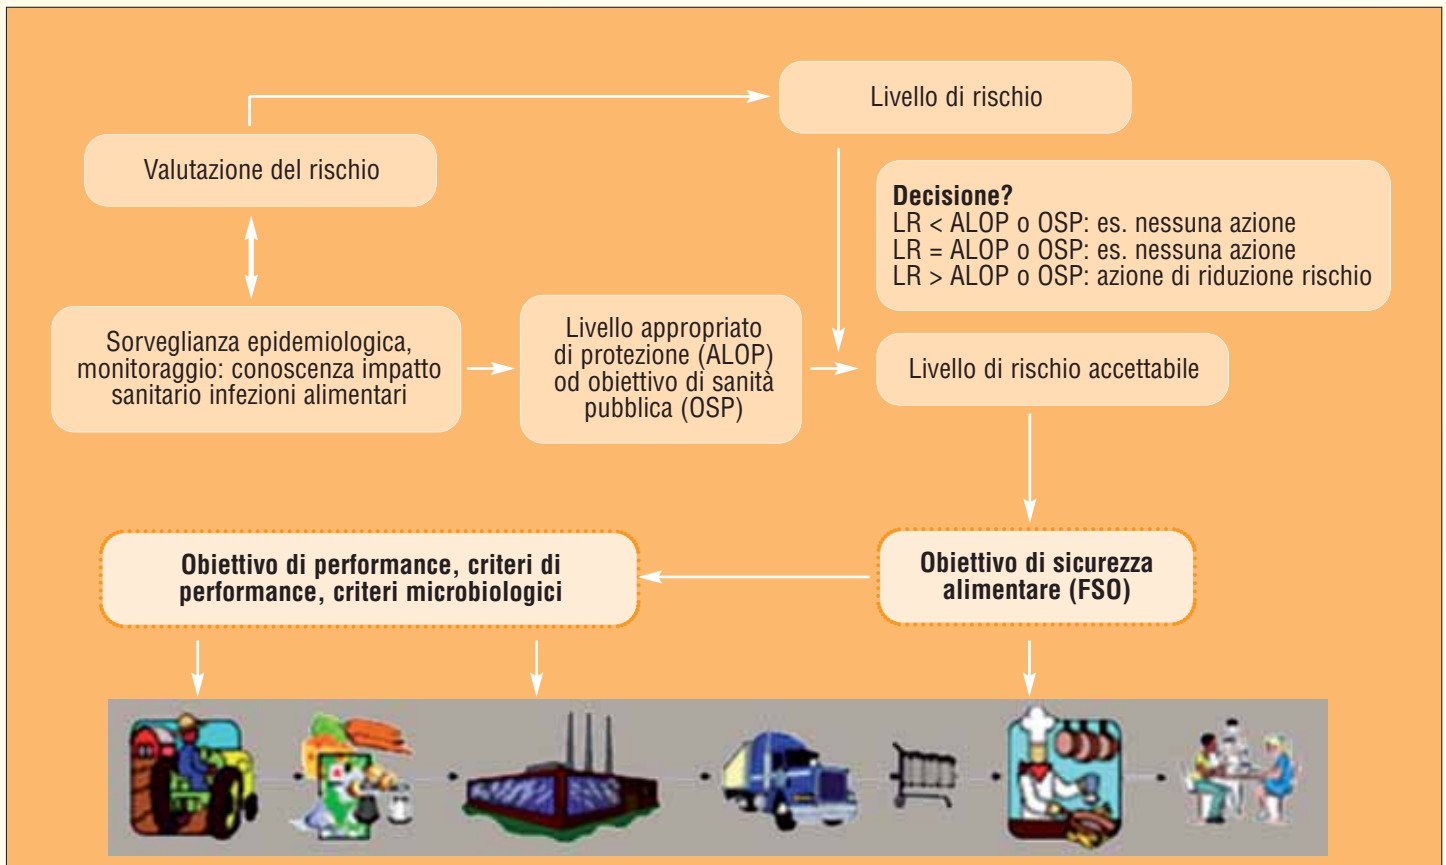 Livello di rischio
Valutazione del rischio
Decisione?
LR < ALOP o OSP: es. nessuna azione
LR = ALOP o OSP: es. nessuna azione
LR > ALOP o OSP: azione di riduzione rischio
Sorveglianza epidemiologica,
monitoraggio: conoscenza impatto
sanitario infezioni alimentari
Livello appropriato
di protezione (ALOP)
od obiettivo di sanità
pubblica (OSP)
Livello di rischio accettabile
Obiettivo di performance, criteri di
performance, criteri microbiologici
Obiettivo di sicurezza
alimentare (FSO)